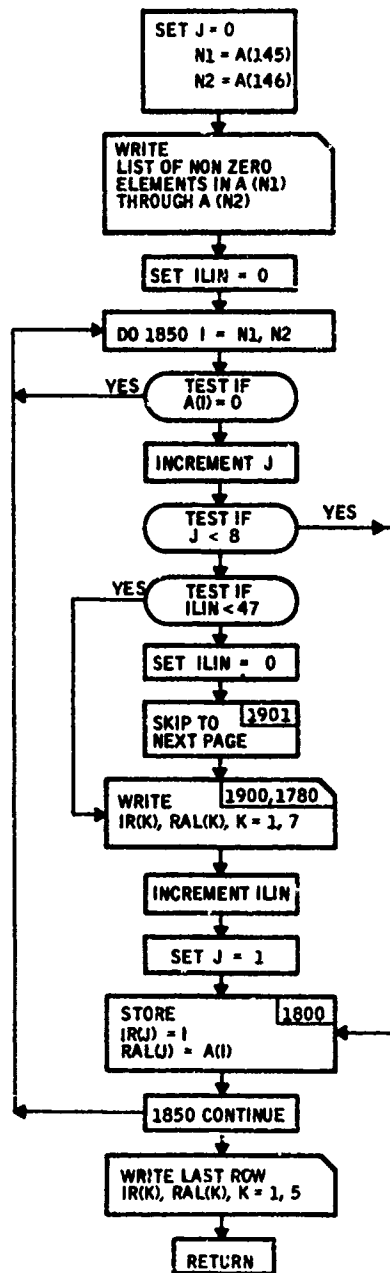 SET J = 0
N1 = A(145)
N2 = A(146)
WRITE
LIST OF NON ZERO
ELEMENTS IN A (N1)
THROUGH A (N2)
SET ILIN = 0
DO 1850 I = N1, N2
YES
TEST IF
A(I) = 0
INCREMENT J
TEST IF
J < 8
YES
YES
TEST IF
ILIN < 47
SET ILIN = 0
1901
SKIP TO
NEXT PAGE
1900,1780
WRITE
IR(K), RAL(K), K = 1, 7
INCREMENT ILIN
SET J = 1
1800
STORE
IR(J) = I
RAL(J) = A(I)
1850 CONTINUE
WRITE LAST ROW
IR(K), RAL(K), K = 1, 5
RETURN